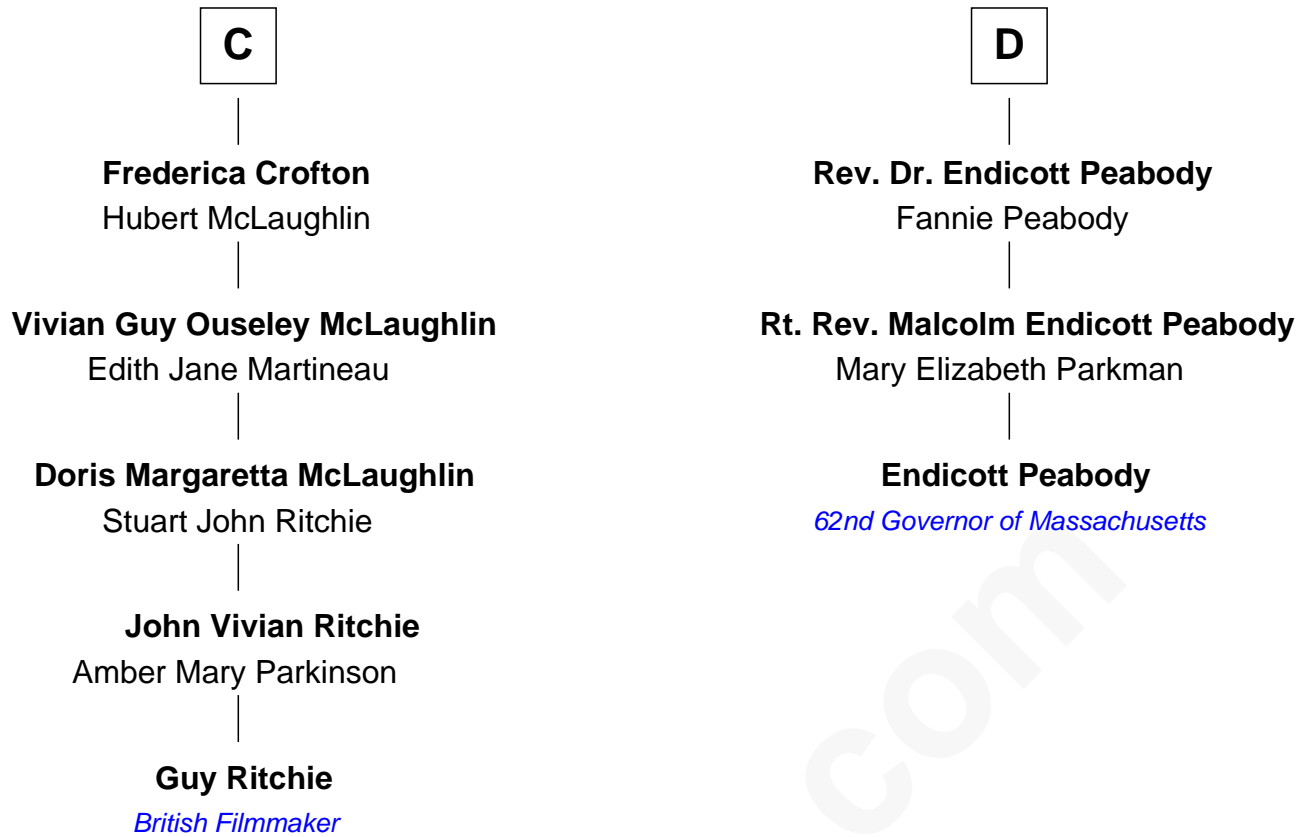 C
Frederica Crofton
Hubert McLaughlin
Vivian Guy Ouseley McLaughlin
Edith Jane Martineau
Doris Margaretta McLaughlin
Stuart John Ritchie
John Vivian Ritchie
Amber Mary Parkinson
Guy Ritchie
British Filmmaker
D
Rev. Dr. Endicott Peabody
Fannie Peabody
Rt. Rev. Malcolm Endicott Peabody
Mary Elizabeth Parkman
Endicott Peabody
62nd Governor of Massachusetts
com